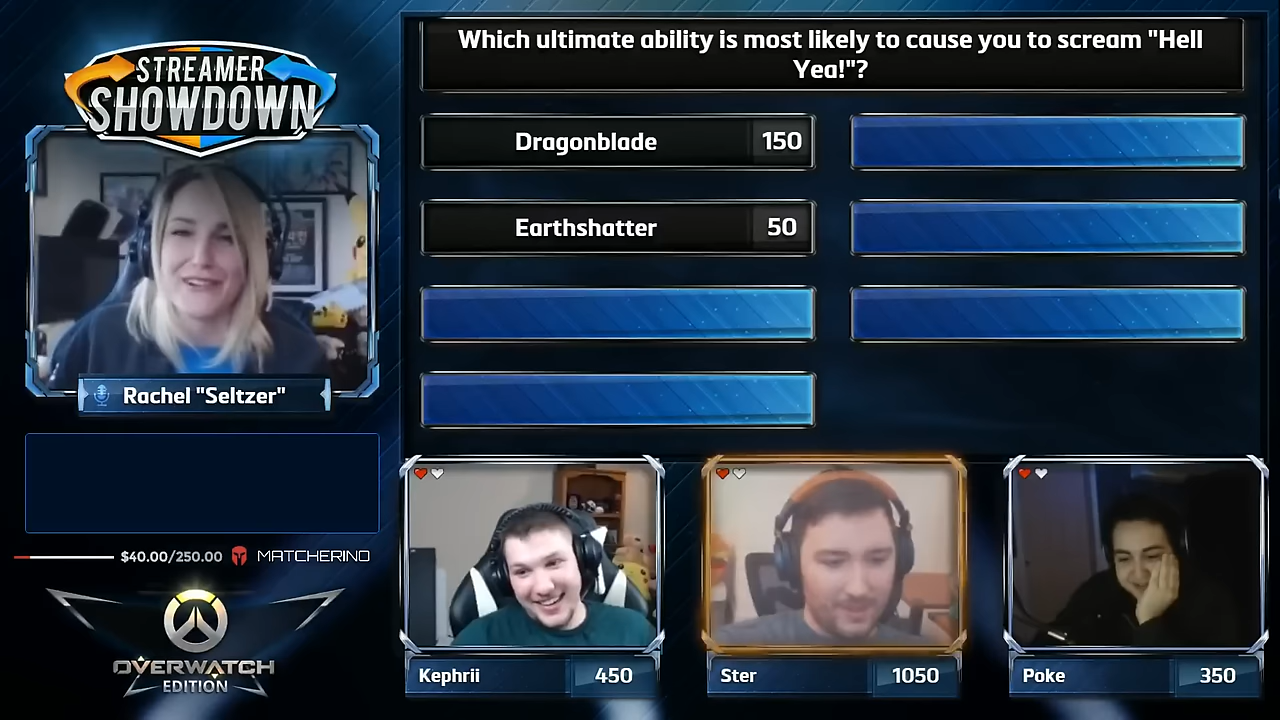 STREAMER
SHOWDOWN
Rachel "Seltzer"
$40.00/250.00 MATCHERINO
OVERWATCH
EDITION
Which ultimate ability is most likely to cause you to scream "Hell
Yea!"?
Dragonblade 150
Earthshatter 50
Kephrii 450
Ster 1050
Poke 350